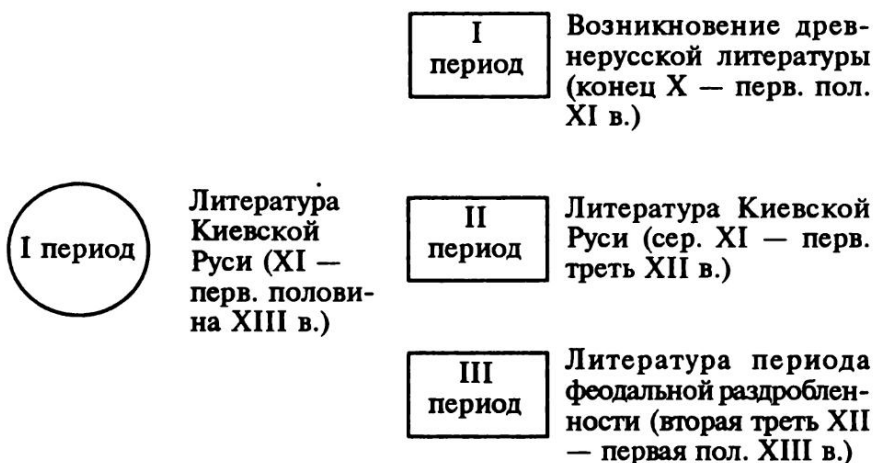 I
период
Возникновение древ-
нерусской литературы
(конец X — перв. пол.
XI в.)
I период
Литература
Киевской
Руси (XI —
перв. полови-
на XIII в.)
II
период
Литература Киевской
Руси (сер. XI — перв.
треть XII в.)
III
период
Литература периода
феодальной раздроблен-
ности (вторая треть XII
— первая пол. XIII в.)